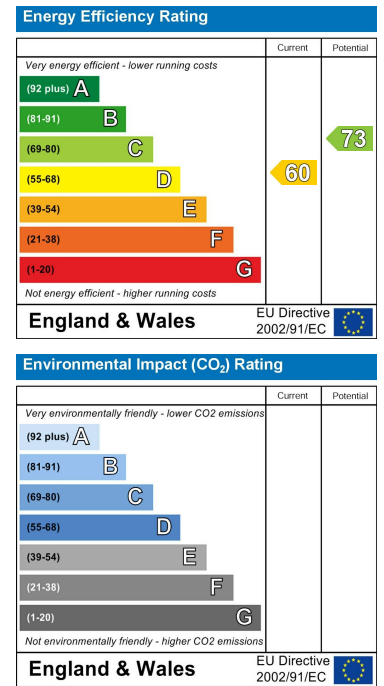 Energy Efficiency Rating
Current Potential
Very energy efficient - lower running costs
(92 plus) A
(81-91) B
(69-80) C
73
(55-68) D
60
(39-54) E
(21-38) F
(1-20) G
Not energy efficient - higher running costs
England & Wales
EU Directive
2002/91/EC
Environmental Impact (CO₂) Rating
Current Potential
Very environmentally friendly - lower CO2 emissions
(92 plus) A
(81-91) B
(69-80) C
(55-68) D
(39-54) E
(21-38) F
(1-20) G
Not environmentally friendly - higher CO2 emissions
England & Wales
EU Directive
2002/91/EC